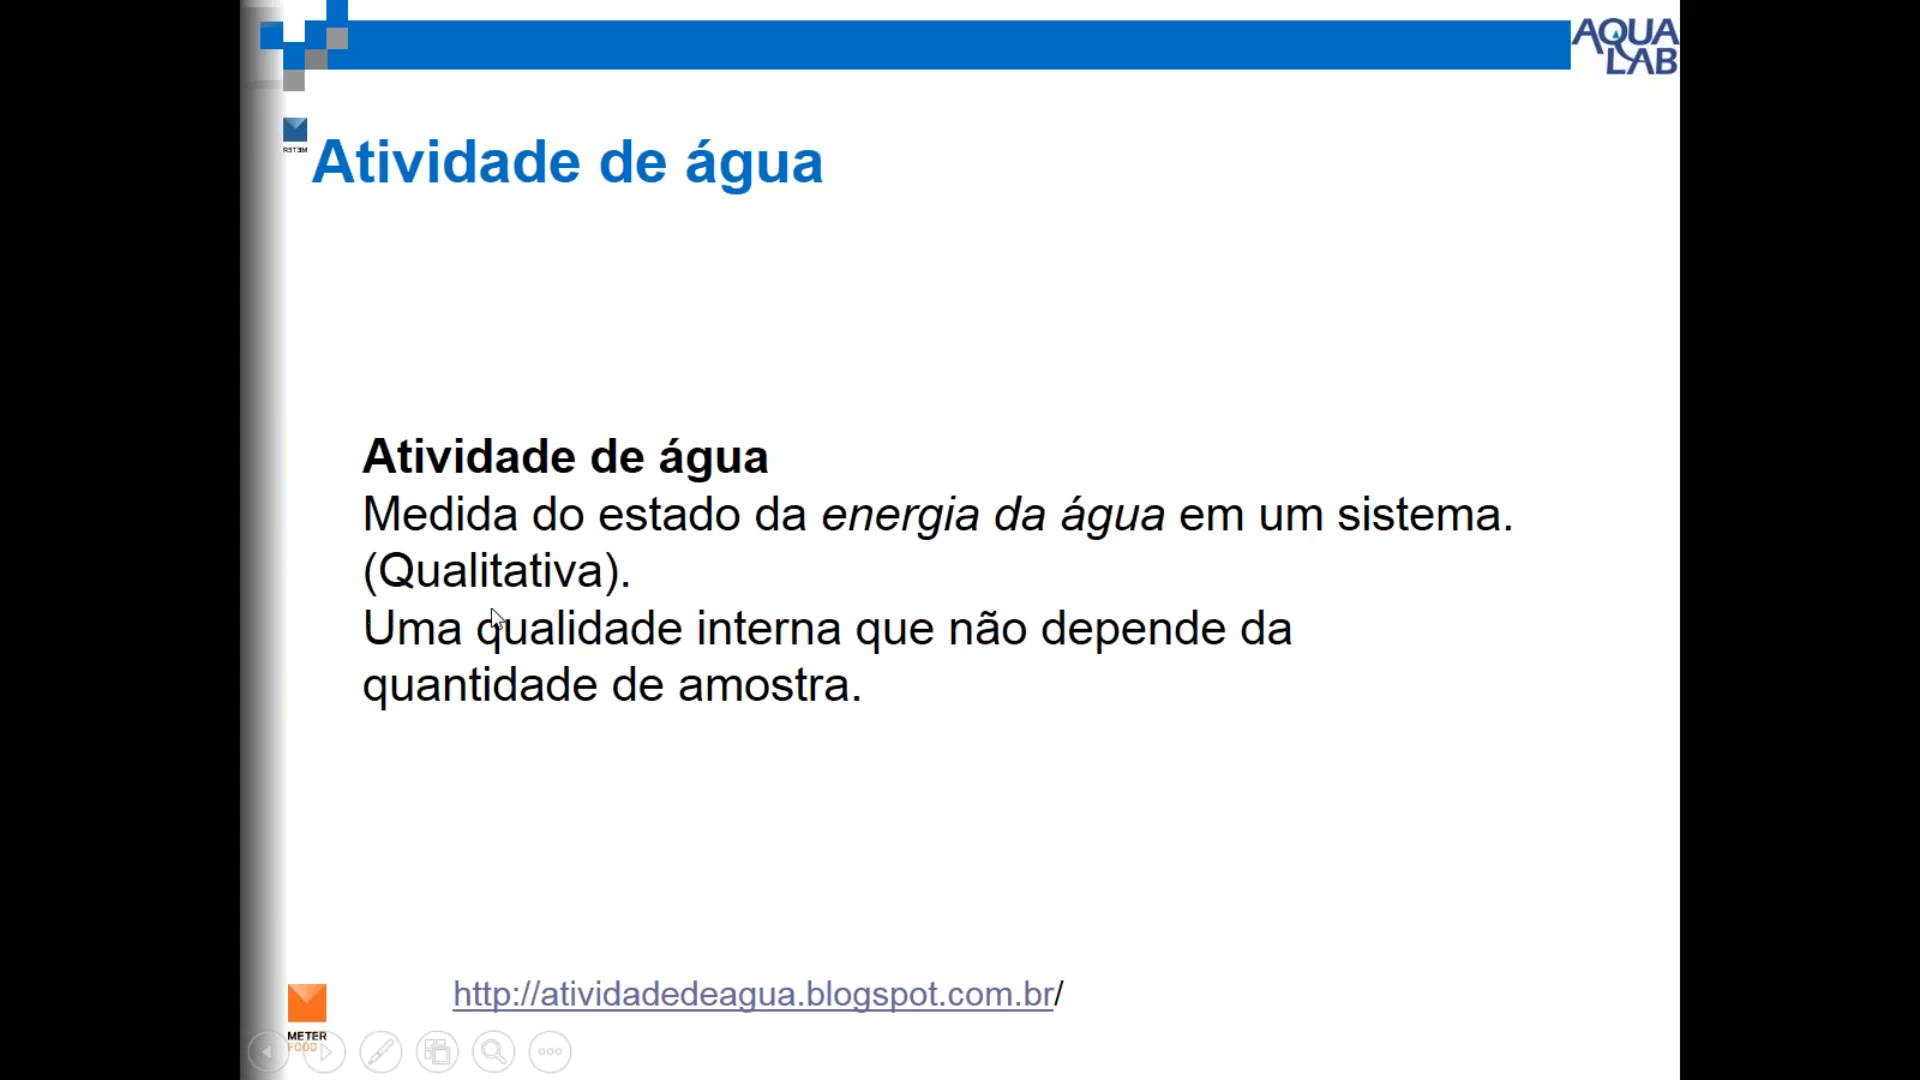 AQUA
LAB
METER
Atividade de água
Atividade de água
Medida do estado da energia da água em um sistema.
(Qualitativa).
Uma qualidade interna que não depende da
quantidade de amostra.
http://atividadedeagua.blogspot.com.br/
METER
FOOD